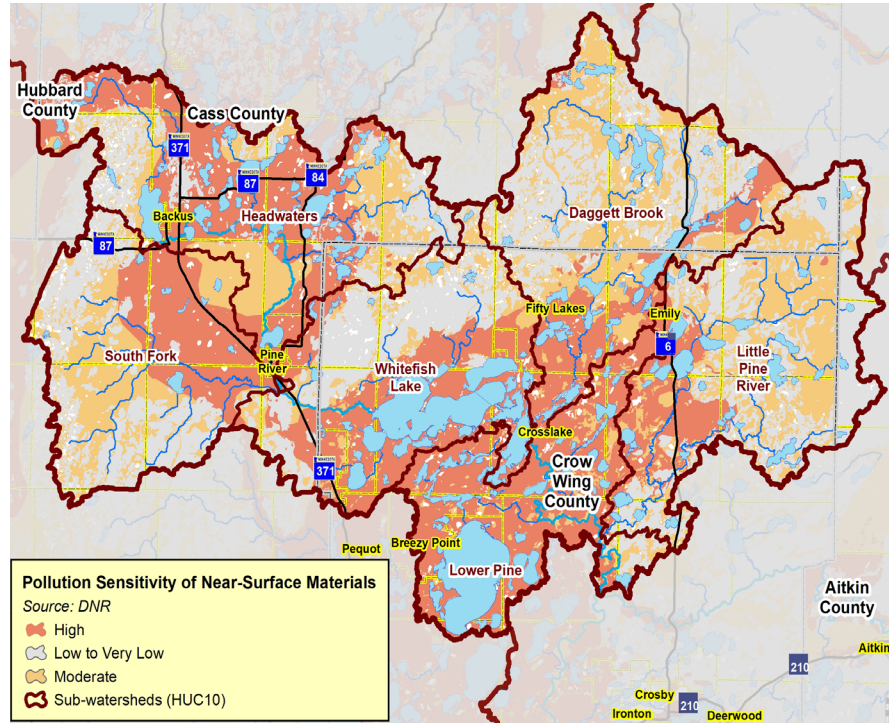 Hubbard
County
Cass County
371
87
84
Headwaters
Backus
87
Daggett Brook
Fifty Lakes
Emily
6
South Fork
Pine
River
Whitefish
Lake
Little
Pine
River
Crosslake
Crow
Wing
County
371
Pequot
Breezy Point
Lower Pine
Aitkin
County
Aitkin
210
Crosby
210
Ironton
Deerwood
Pollution Sensitivity of Near-Surface Materials
Source: DNR
High
Low to Very Low
Moderate
Sub-watersheds (HUC10)